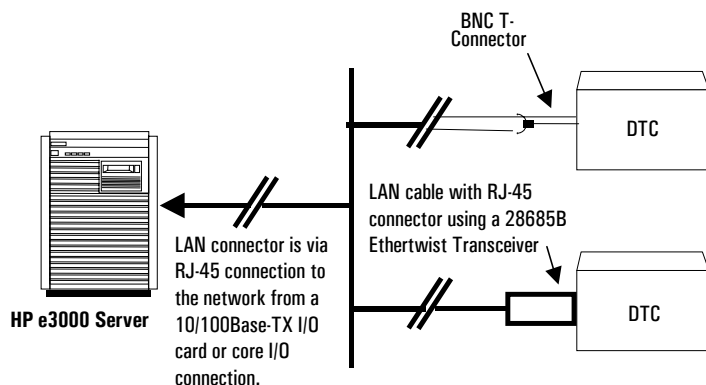 BNC T-
Connector
DTC
LAN cable with RJ-45
connector using a 28685B
Ethertwist Transceiver
LAN connector is via
RJ-45 connection to
the network from a
10/100Base-TX I/O
card or core I/O
connection.
HP e3000 Server
DTC